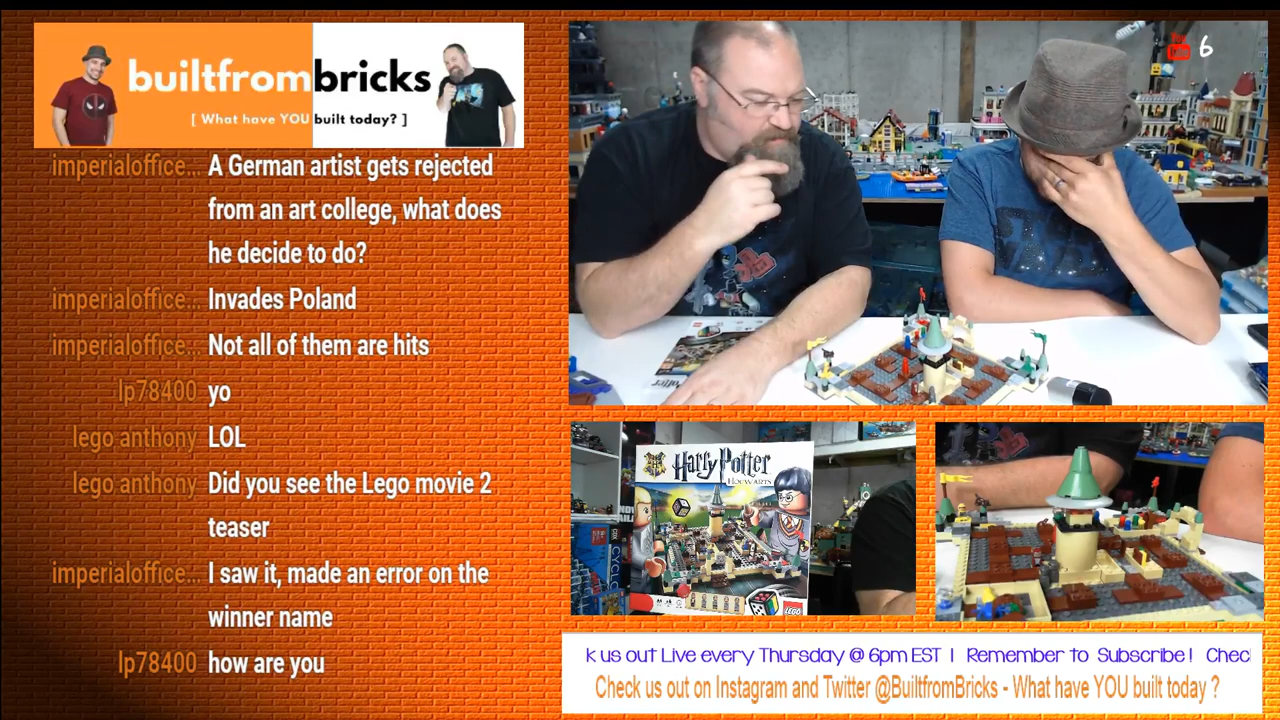 builtfrombricks
[ What have YOU built today? ]
imperialoffice... A German artist gets rejected
from an art college, what does
he decide to do?
imperialoffice... Invades Poland
imperialoffice... Not all of them are hits
lp78400 yo
lego anthony LOL
lego anthony Did you see the Lego movie 2
teaser
imperialoffice... I saw it, made an error on the
winner name
lp78400 how are you
You
Tube 6
Harry Potter
HOGWARTS
LEGO
k us out Live every Thursday @ 6pm EST | Remember to Subscribe! Chec
Check us out on Instagram and Twitter @BuiltfromBricks - What have YOU built today ?